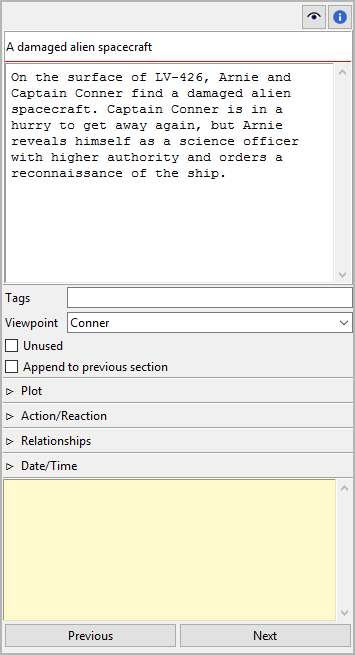 A damaged alien spacecraft
On the surface of LV-426, Arnie and
Captain Conner find a damaged alien
spacecraft. Captain Conner is in a
hurry to get away again, but Arnie
reveals himself as a science officer
with higher authority and orders a
reconnaissance of the ship.
Tags
Viewpoint Conner
Unused
Append to previous section
Plot
Action/Reaction
Relationships
Date/Time
Previous Next